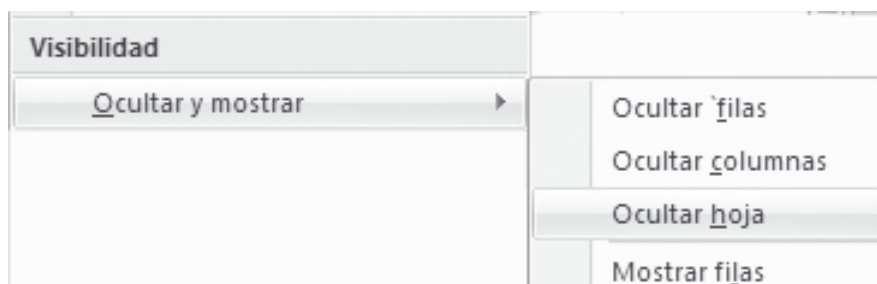 Visibilidad
Ocultar y mostrar
Ocultar `filas
Ocultar columnas
Ocultar hoja
Mostrar filas